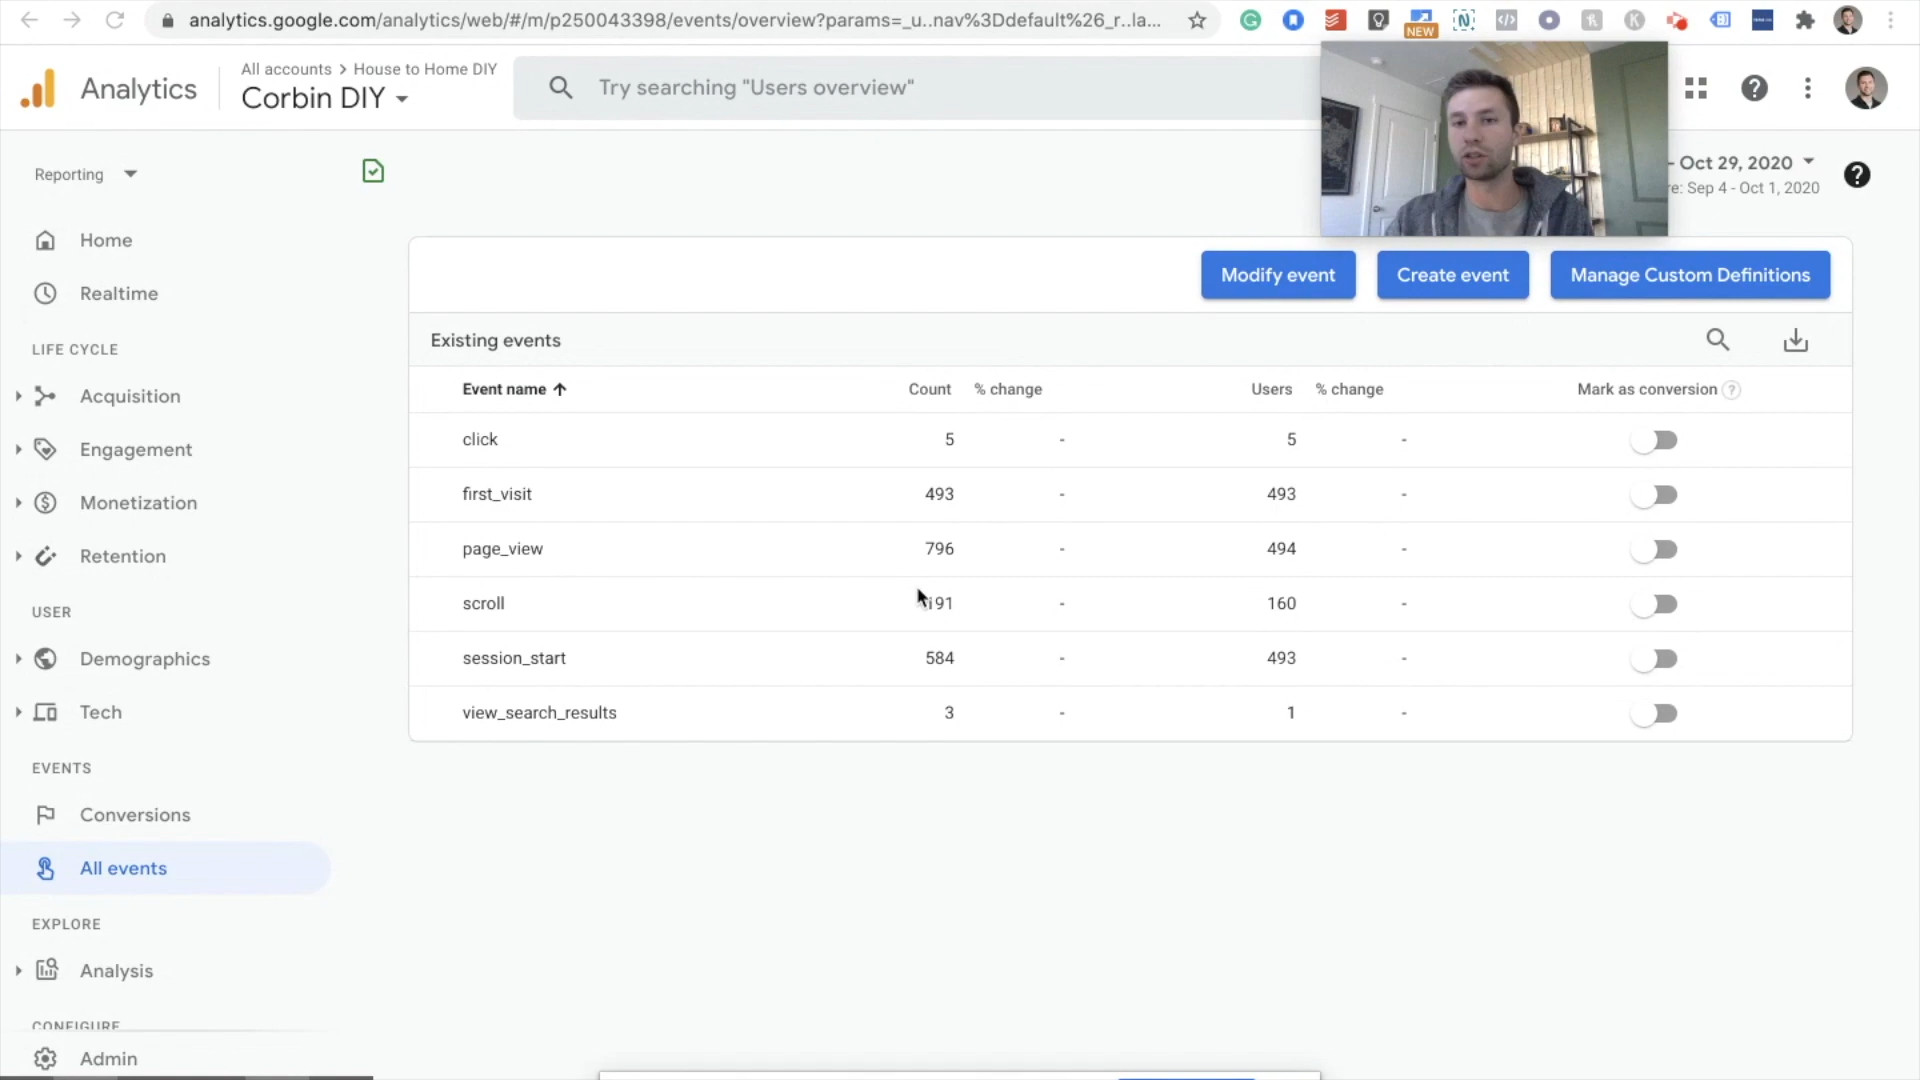 analytics.google.com/analytics/web/#/m/p250043398/events/overview?params=_u..nav%3Ddefault%26_r..la...
NEW
Analytics
All accounts > House to Home DIY
Corbin DIY
Try searching "Users overview"
Reporting
- Oct 29, 2020
re: Sep 4 - Oct 1, 2020
Home
Realtime
LIFE CYCLE
Acquisition
Engagement
Monetization
Retention
USER
Demographics
Tech
EVENTS
Conversions
All events
EXPLORE
Analysis
CONFIGURE
Admin
Modify event Create event Manage Custom Definitions
Existing events
Event name Count % change Users % change Mark as conversion ?
click 5 - 5 -
first_visit 493 - 493 -
page_view 796 - 494 -
scroll 191 - 160 -
session_start 584 - 493 -
view_search_results 3 - 1 -